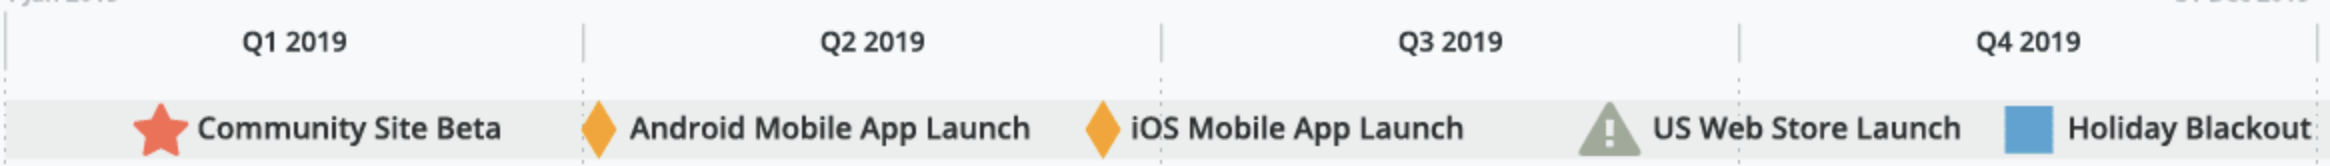 Q1 2019 Q2 2019 Q3 2019 Q4 2019
Community Site Beta Android Mobile App Launch iOS Mobile App Launch US Web Store Launch Holiday Blackout